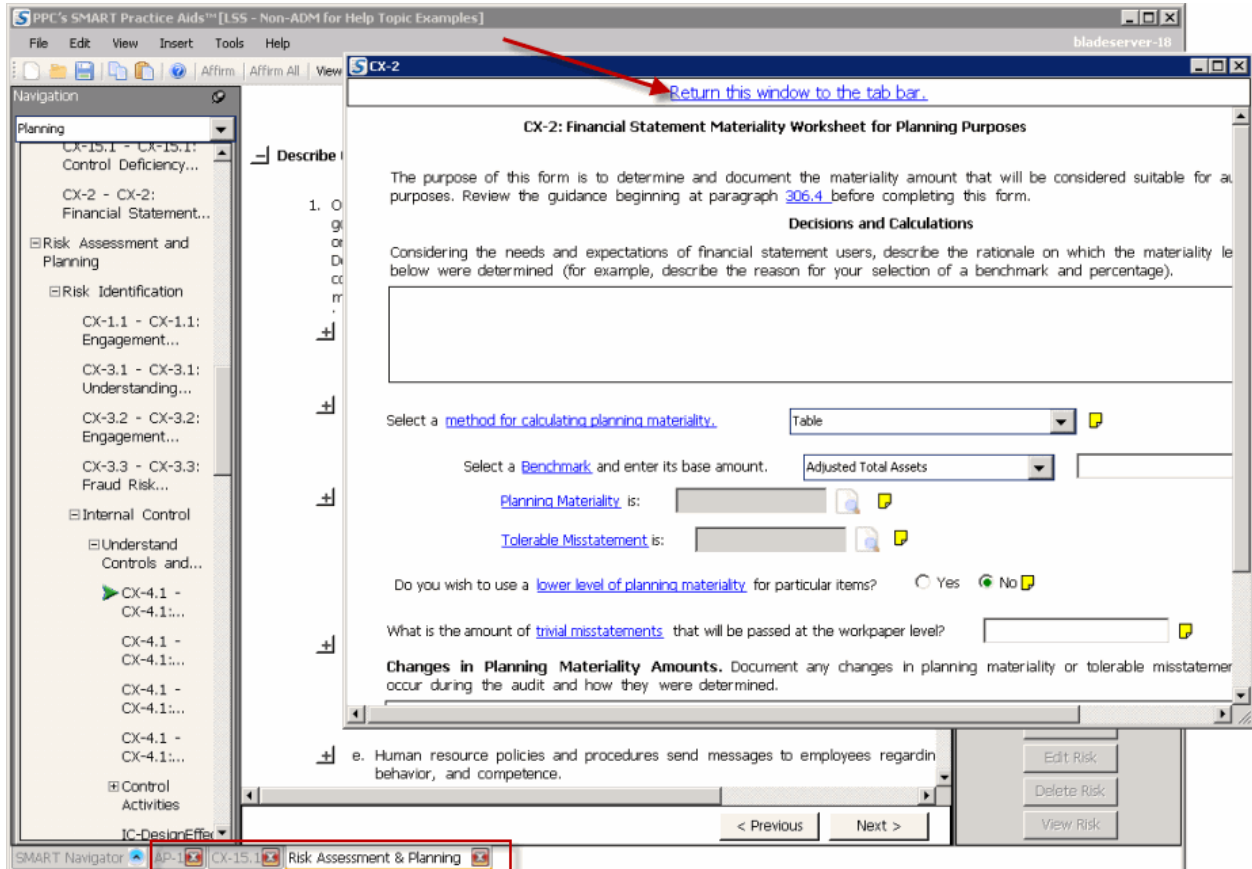 PPC's SMART Practice Aids™ [LSS - Non-ADM for Help Topic Examples]
File Edit View Insert Tools Help
bladeserver-18
Affirm Affirm All View
Navigation
Planning
CX-15.1 - CX-15.1:
Control Deficiency...
CX-2 - CX-2:
Financial Statement...
Risk Assessment and
Planning
Risk Identification
CX-1.1 - CX-1.1:
Engagement...
CX-3.1 - CX-3.1:
Understanding...
CX-3.2 - CX-3.2:
Engagement...
CX-3.3 - CX-3.3:
Fraud Risk...
Internal Control
Understand
Controls and...
CX-4.1 -
CX-4.1:...
CX-4.1 -
CX-4.1:...
CX-4.1 -
CX-4.1:...
CX-4.1 -
CX-4.1:...
Control
Activities
IC-DesignEffe
Describe
1. O
CX-2
Return this window to the tab bar.
CX-2: Financial Statement Materiality Worksheet for Planning Purposes
The purpose of this form is to determine and document the materiality amount that will be considered suitable for au
purposes. Review the guidance beginning at paragraph 306.4 before completing this form.
Decisions and Calculations
Considering the needs and expectations of financial statement users, describe the rationale on which the materiality le
below were determined (for example, describe the reason for your selection of a benchmark and percentage).
Select a method for calculating planning materiality. Table
Select a Benchmark and enter its base amount. Adjusted Total Assets
Planning Materiality is:
Tolerable Misstatement is:
Do you wish to use a lower level of planning materiality for particular items? Yes No
What is the amount of trivial misstatements that will be passed at the workpaper level?
Changes in Planning Materiality Amounts. Document any changes in planning materiality or tolerable misstatemen
occur during the audit and how they were determined.
e. Human resource policies and procedures send messages to employees regardin
behavior, and competence.
Edit Risk
Delete Risk
View Risk
< Previous Next >
SMART Navigator AP-1 CX-15.1 Risk Assessment & Planning